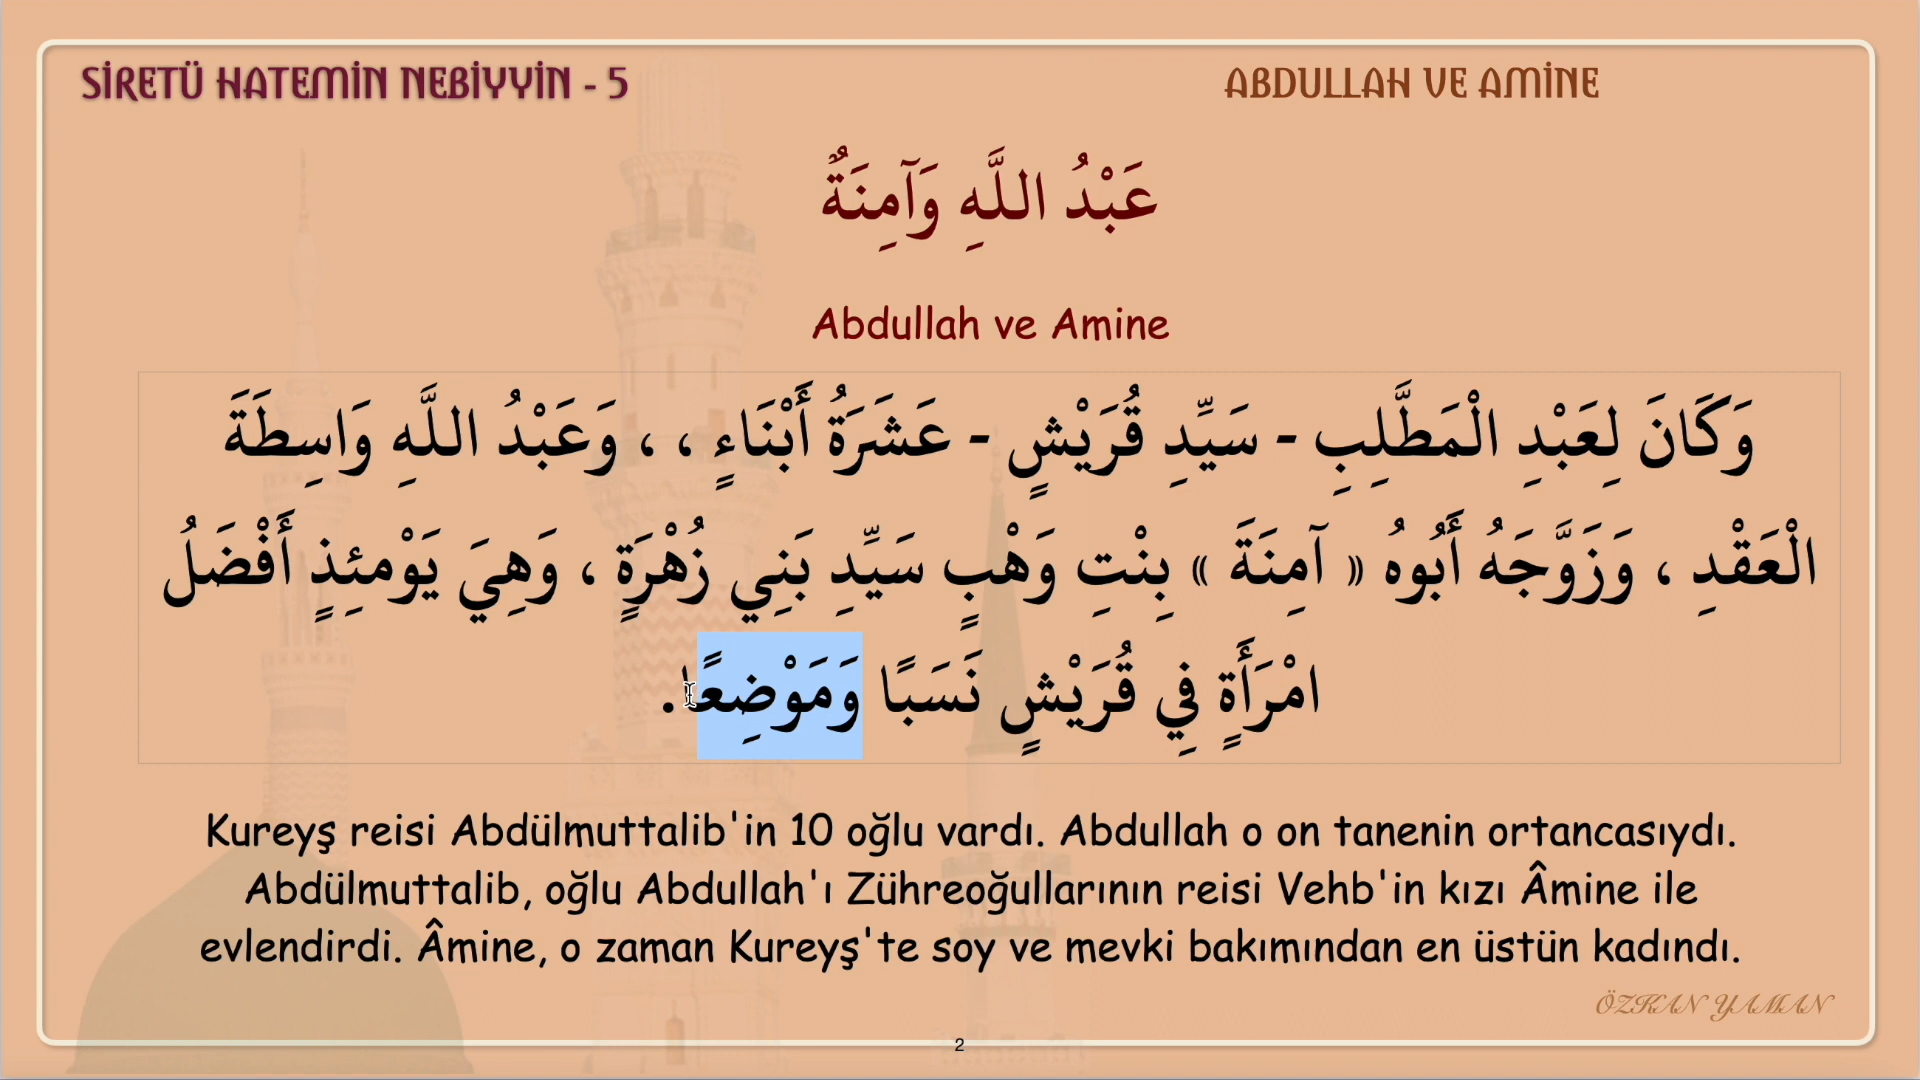 SİRETÜ HATEMİN NEBİYYİN - 5
ABDULLAH VE AMİNE
عَبْدُ اللَّهِ وَآمِنَةٌ
Abdullah ve Amine
وَكَانَ لِعَبْدِ الْمَطَّلِبِ - سَيِّدِ قُرَيْشٍ - عَشَرَةُ أَبْنَاءٍ ، ، وَعَبْدُ اللَّهِ وَاسِطَةَ
الْعَقْدِ ، وَزَوَّجَهُ أَبُوهُ « آمِنَةَ » بِنْتِ وَهْبٍ سَيِّدِ بَنِي زُهْرَةٍ ، وَهِيَ يَوْمئِذٍ أَفْضَلُ
امْرَأَةٍ فِي قُرَيْشٍ نَسَبًا وَمَوْضِعًا.
Kureyş reisi Abdülmuttalib'in 10 oğlu vardı. Abdullah o on tanenin ortancasıydı.
Abdülmuttalib, oğlu Abdullah'ı Zühreoğullarının reisi Vehb'in kızı Âmine ile
evlendirdi. Âmine, o zaman Kureyş'te soy ve mevki bakımından en üstün kadındı.
ÖZKAN YAMAN
2